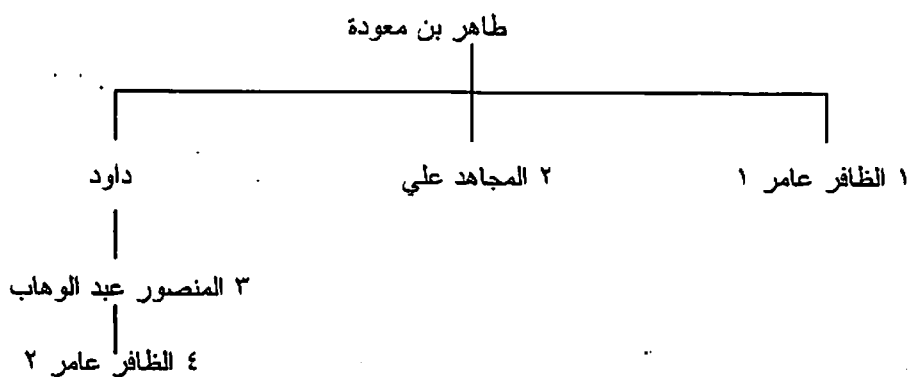 طاهر بن معودة
١ الظافر عامر ١
٢ المجاهد علي
داود
٣ المنصور عبد الوهاب
٤ الظافر عامر ٢